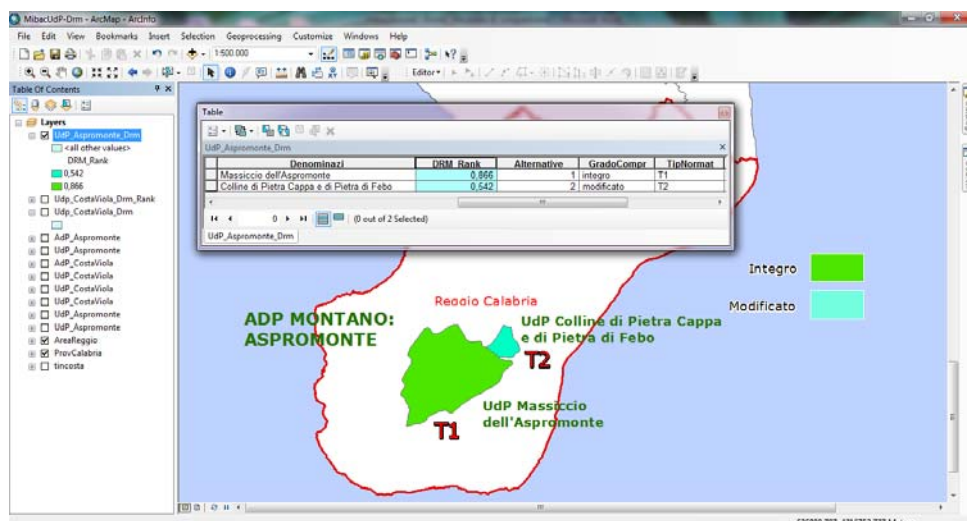 MibacUdP-Drm - ArcMap - ArcInfo
File Edit View Bookmarks Insert Selection Geoprocessing Customize Windows Help
1:500.000
Editor
Table Of Contents
Layers
UdP_Aspromonte_Drm
<all other values>
DRM_Rank
0,542
0,866
Udp_CostaViola_Drm_Rank
Udp_CostaViola_Drm
AdP_Aspromonte
UdP_Aspromonte
AdP_CostaViola
UdP_CostaViola
UdP_CostaViola
UdP_CostaViola
UdP_Aspromonte
UdP_Aspromonte
AreaReggio
ProvCalabria
tincosta
Table
UdP_Aspromonte_Drm
Denominazi DRM_Rank Alternative GradoCompr TipNormat
Massiccio dell'Aspromonte 0,866 1 integro T1
Colline di Pietra Cappa e di Pietra di Febo 0,542 2 modificato T2
0 (0 out of 2 Selected)
UdP_Aspromonte_Drm
Integro
Modificato
Reggio Calabria
ADP MONTANO:
ASPROMONTE
UdP Colline di Pietra Cappa
e di Pietra di Febo
T2
UdP Massiccio
dell'Aspromonte
T1